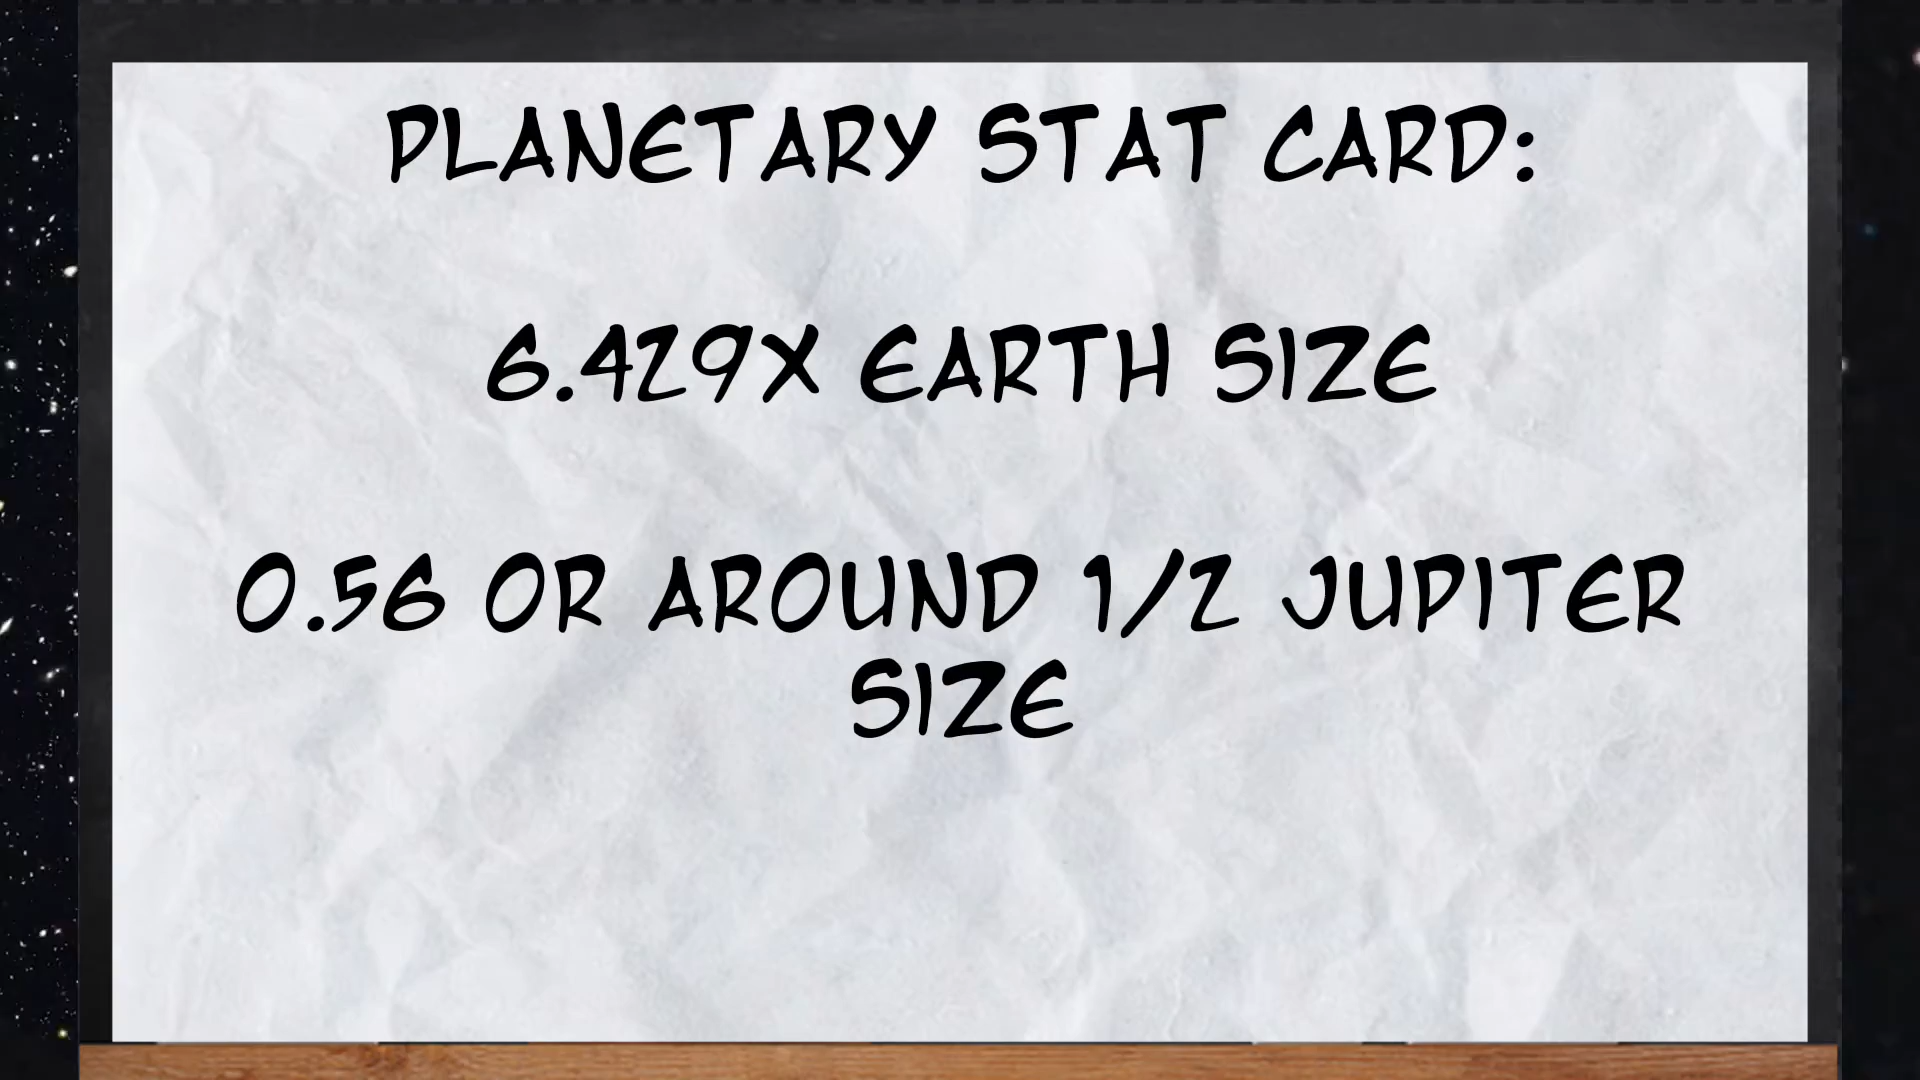 PLANETARY STAT CARD:
6.429X EARTH SIZE
0.56 OR AROUND 1/2 JUPITER
SIZE